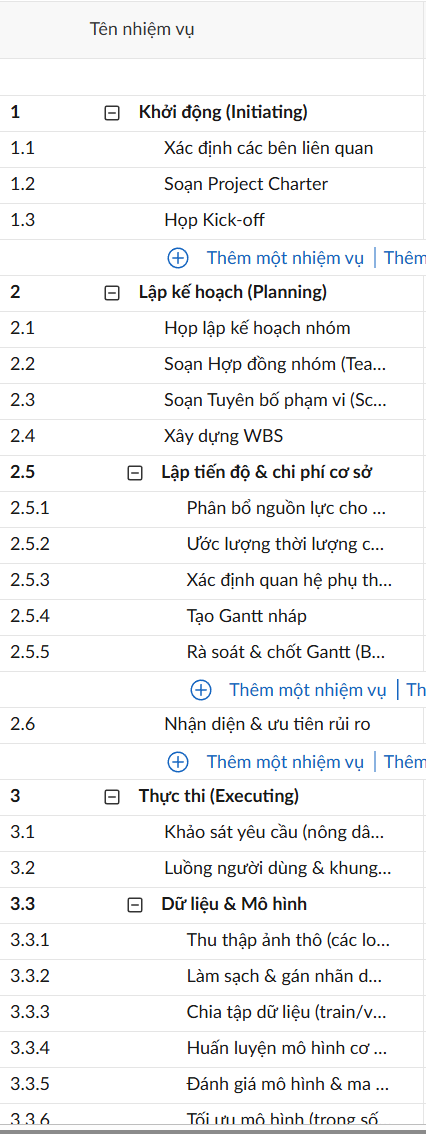 Tên nhiệm vụ
1 Khởi động (Initiating)
1.1 Xác định các bên liên quan
1.2 Soạn Project Charter
1.3 Họp Kick-off
Thêm một nhiệm vụ | Thêm
2 Lập kế hoạch (Planning)
2.1 Họp lập kế hoạch nhóm
2.2 Soạn Hợp đồng nhóm (Tea...
2.3 Soạn Tuyên bố phạm vi (Sc...
2.4 Xây dựng WBS
2.5 Lập tiến độ & chi phí cơ sở
2.5.1 Phân bổ nguồn lực cho ...
2.5.2 Ước lượng thời lượng c...
2.5.3 Xác định quan hệ phụ th...
2.5.4 Tạo Gantt nháp
2.5.5 Rà soát & chốt Gantt (B...
Thêm một nhiệm vụ | Th
2.6 Nhận diện & ưu tiên rủi ro
Thêm một nhiệm vụ | Thêm
3 Thực thi (Executing)
3.1 Khảo sát yêu cầu (nông dâ...
3.2 Luồng người dùng & khung...
3.3 Dữ liệu & Mô hình
3.3.1 Thu thập ảnh thô (các lo...
3.3.2 Làm sạch & gán nhãn d...
3.3.3 Chia tập dữ liệu (train/v...
3.3.4 Huấn luyện mô hình cơ ...
3.3.5 Đánh giá mô hình & ma ...
3.3.6 Tối ưu mô hình (trong số